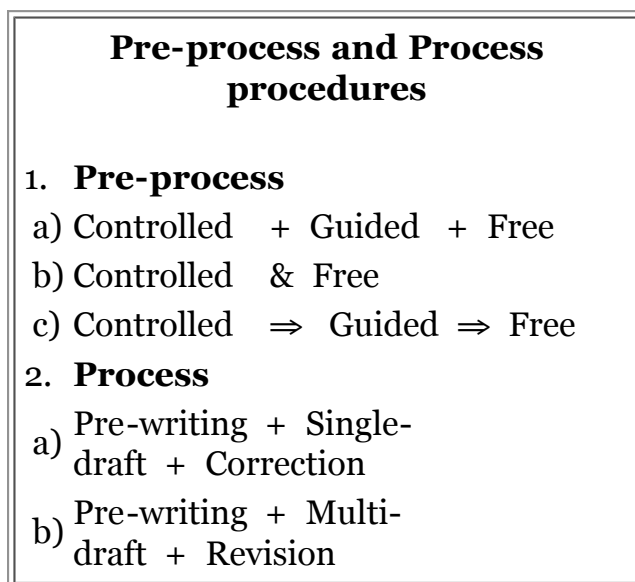 Pre-process and Process
procedures
1. Pre-process
a) Controlled + Guided + Free
b) Controlled & Free
c) Controlled ⇒ Guided ⇒ Free
2. Process
a) Pre-writing + Single-
draft + Correction
b) Pre-writing + Multi-
draft + Revision